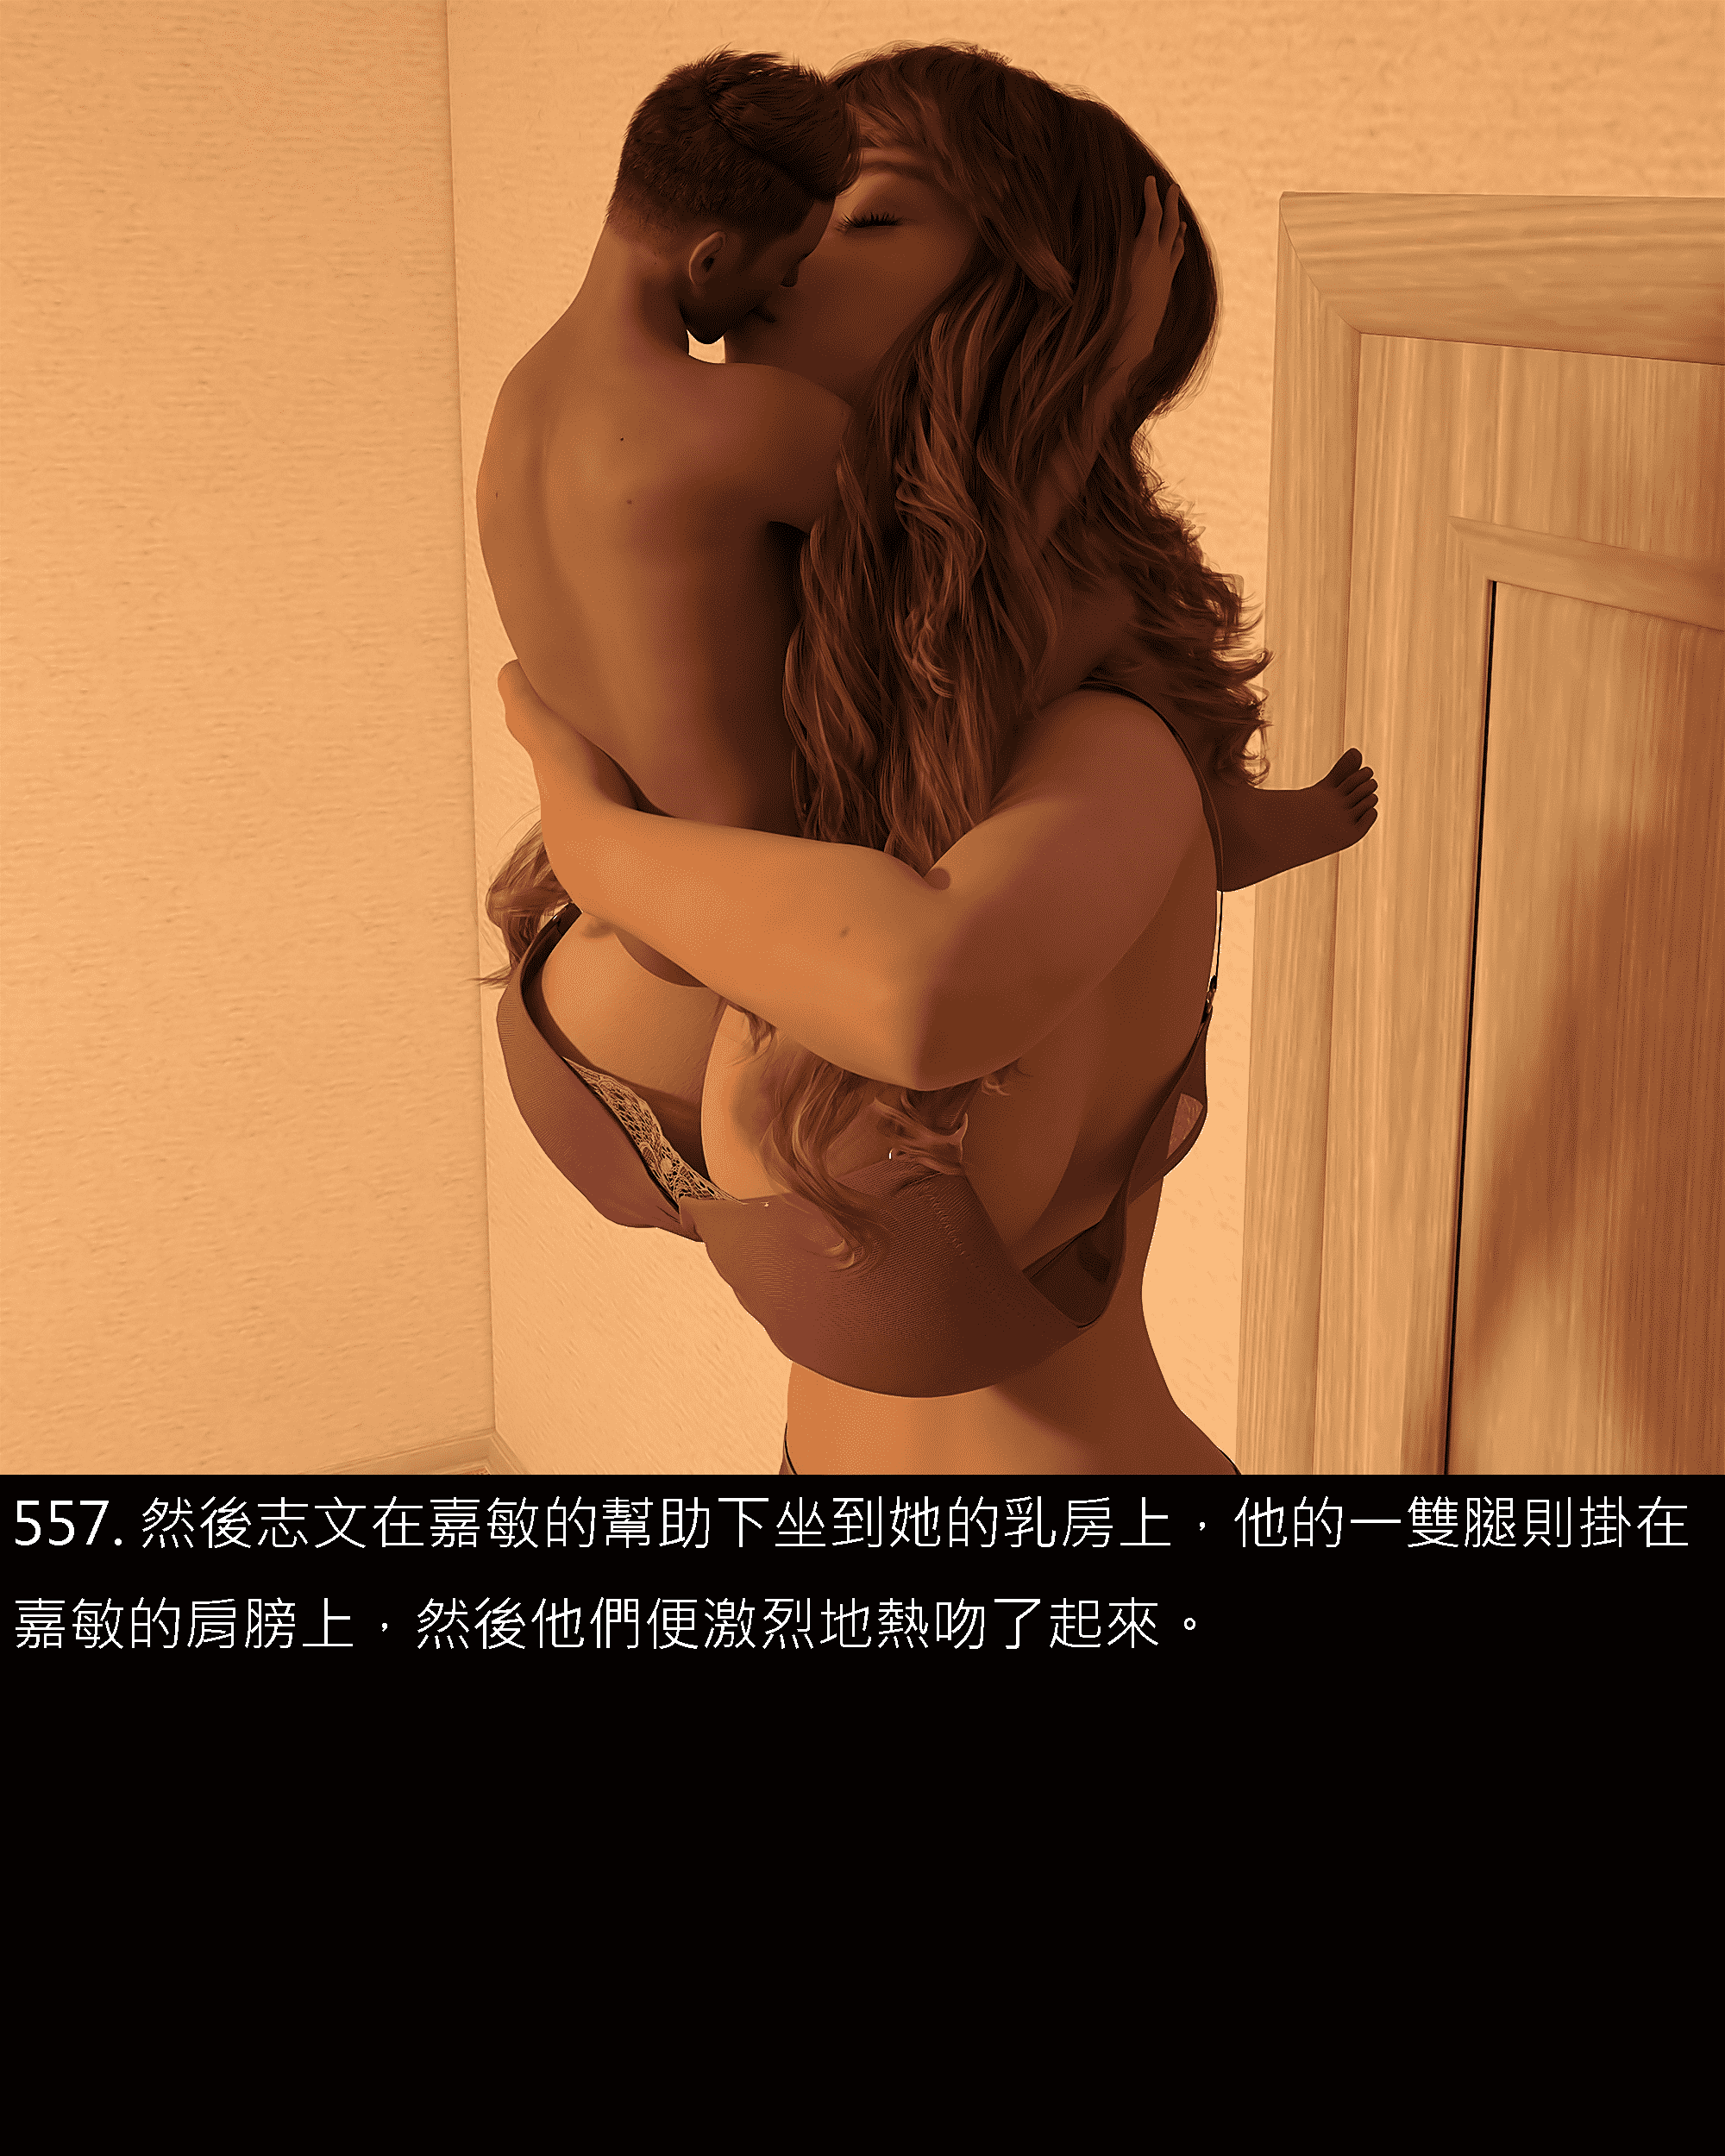 557. 然後志文在嘉敏的幫助下坐到她的乳房上，他的一雙腿則掛在
嘉敏的肩膀上，然後他們便激烈地熱吻了起來。